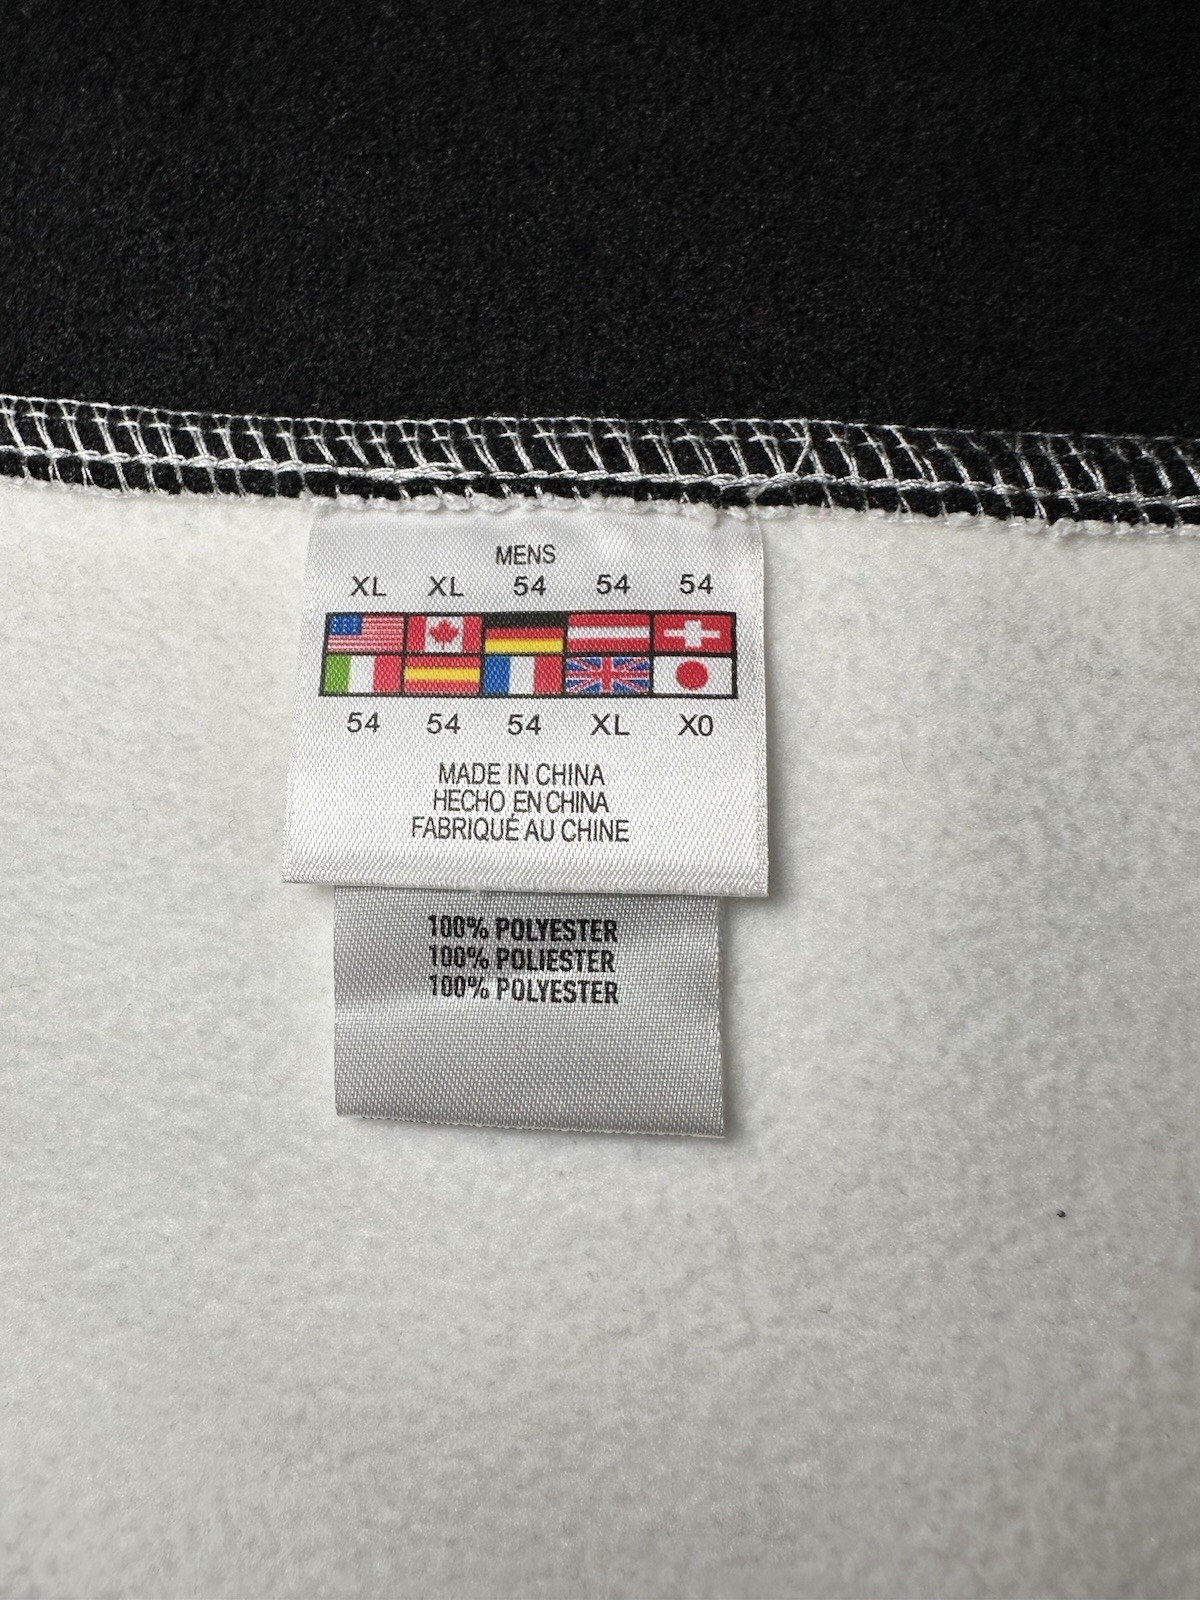 MENS
XL XL 54 54 54
54 54 54 XL X0
MADE IN CHINA
HECHO EN CHINA
FABRIQUÉ AU CHINE
100% POLYESTER
100% POLIESTER
100% POLYESTER